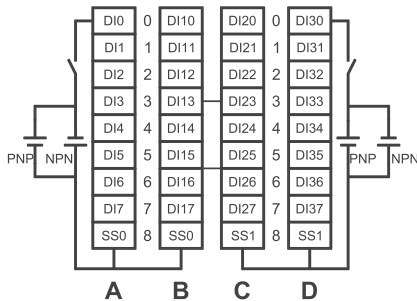 DI0 0 DI10 DI20 0 DI30
DI1 1 DI11 DI21 1 DI31
DI2 2 DI12 DI22 2 DI32
DI3 3 DI13 DI23 3 DI33
DI4 4 DI14 DI24 4 DI34
PNP NPN DI5 5 DI15 DI25 5 DI35 PNP NPN
DI6 6 DI16 DI26 6 DI36
DI7 7 DI17 DI27 7 DI37
SS0 8 SS0 SS1 8 SS1
A B C D